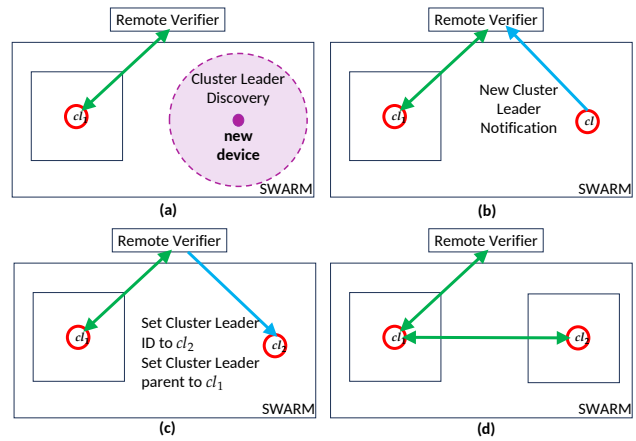 Remote Verifier
cl1
Cluster Leader
Discovery
new
device
SWARM
(a)
Remote Verifier
cl1
New Cluster
Leader
Notification
cl
SWARM
(b)
Remote Verifier
cl1
Set Cluster Leader
ID to cl2
Set Cluster Leader
parent to cl1
cl2
SWARM
(c)
Remote Verifier
cl1
cl2
SWARM
(d)